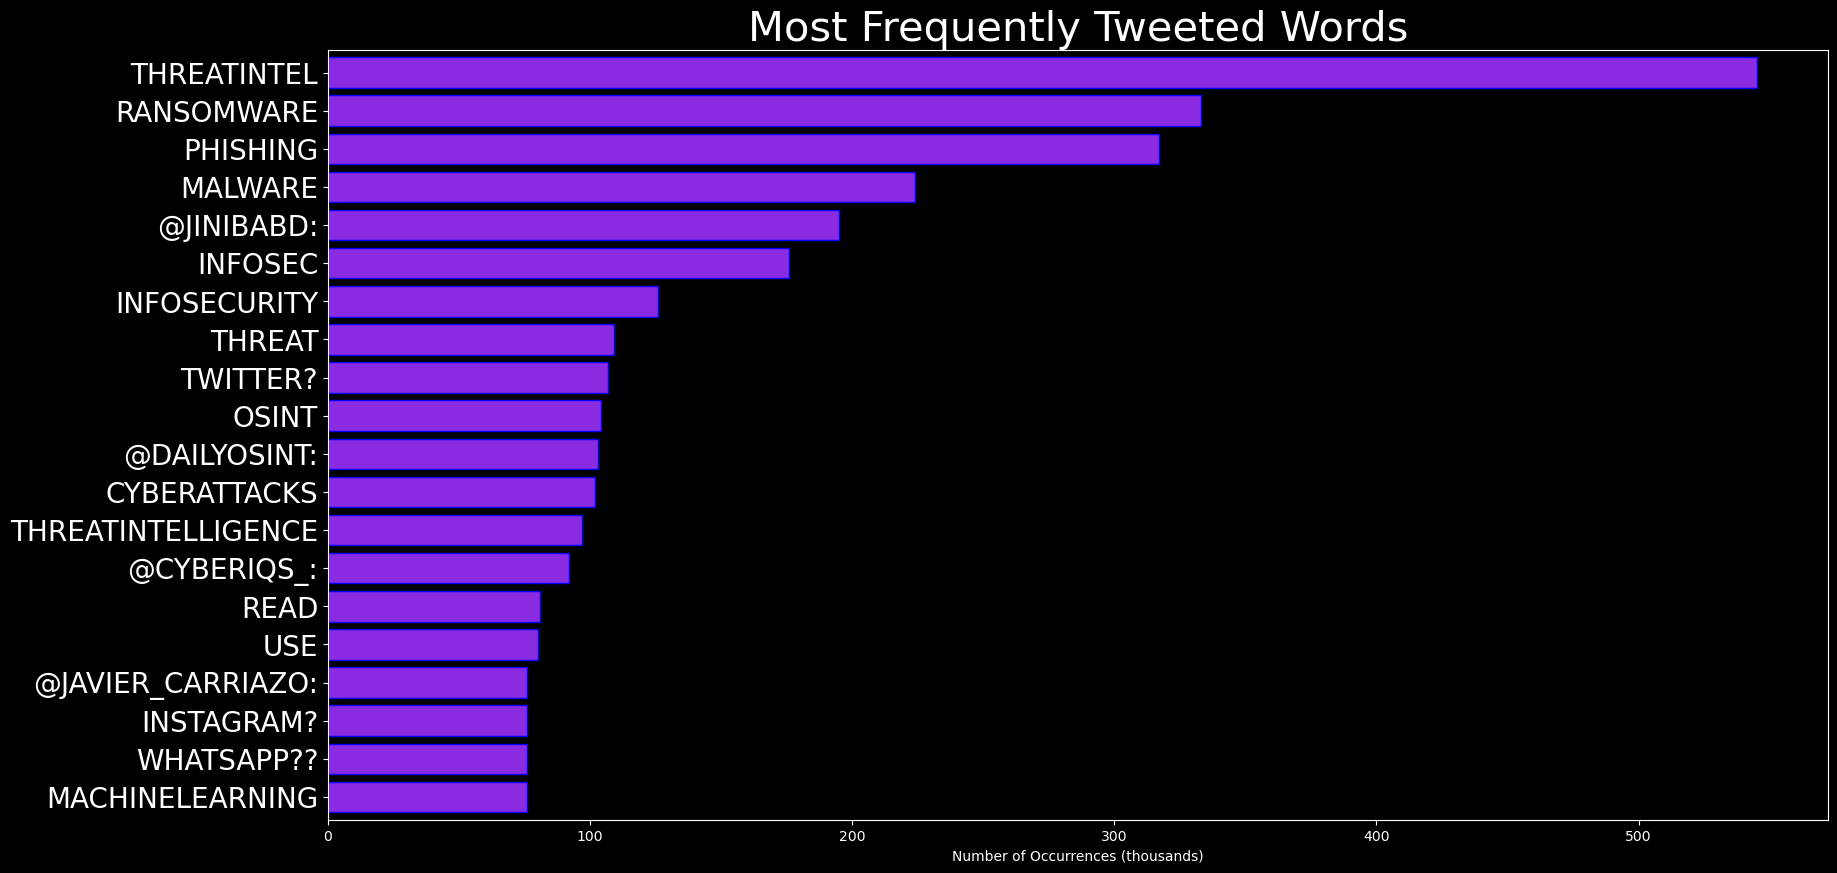 Most Frequently Tweeted Words
THREATINTEL
RANSOMWARE
PHISHING
MALWARE
@JINIBABD:
INFOSEC
INFOSECURITY
THREAT
TWITTER?
OSINT
@DAILYOSINT:
CYBERATTACKS
THREATINTELLIGENCE
@CYBERIQS_:
READ
USE
@JAVIER_CARRIAZO:
INSTAGRAM?
WHATSAPP??
MACHINELEARNING
0 100 200 300 400 500
Number of Occurrences (thousands)